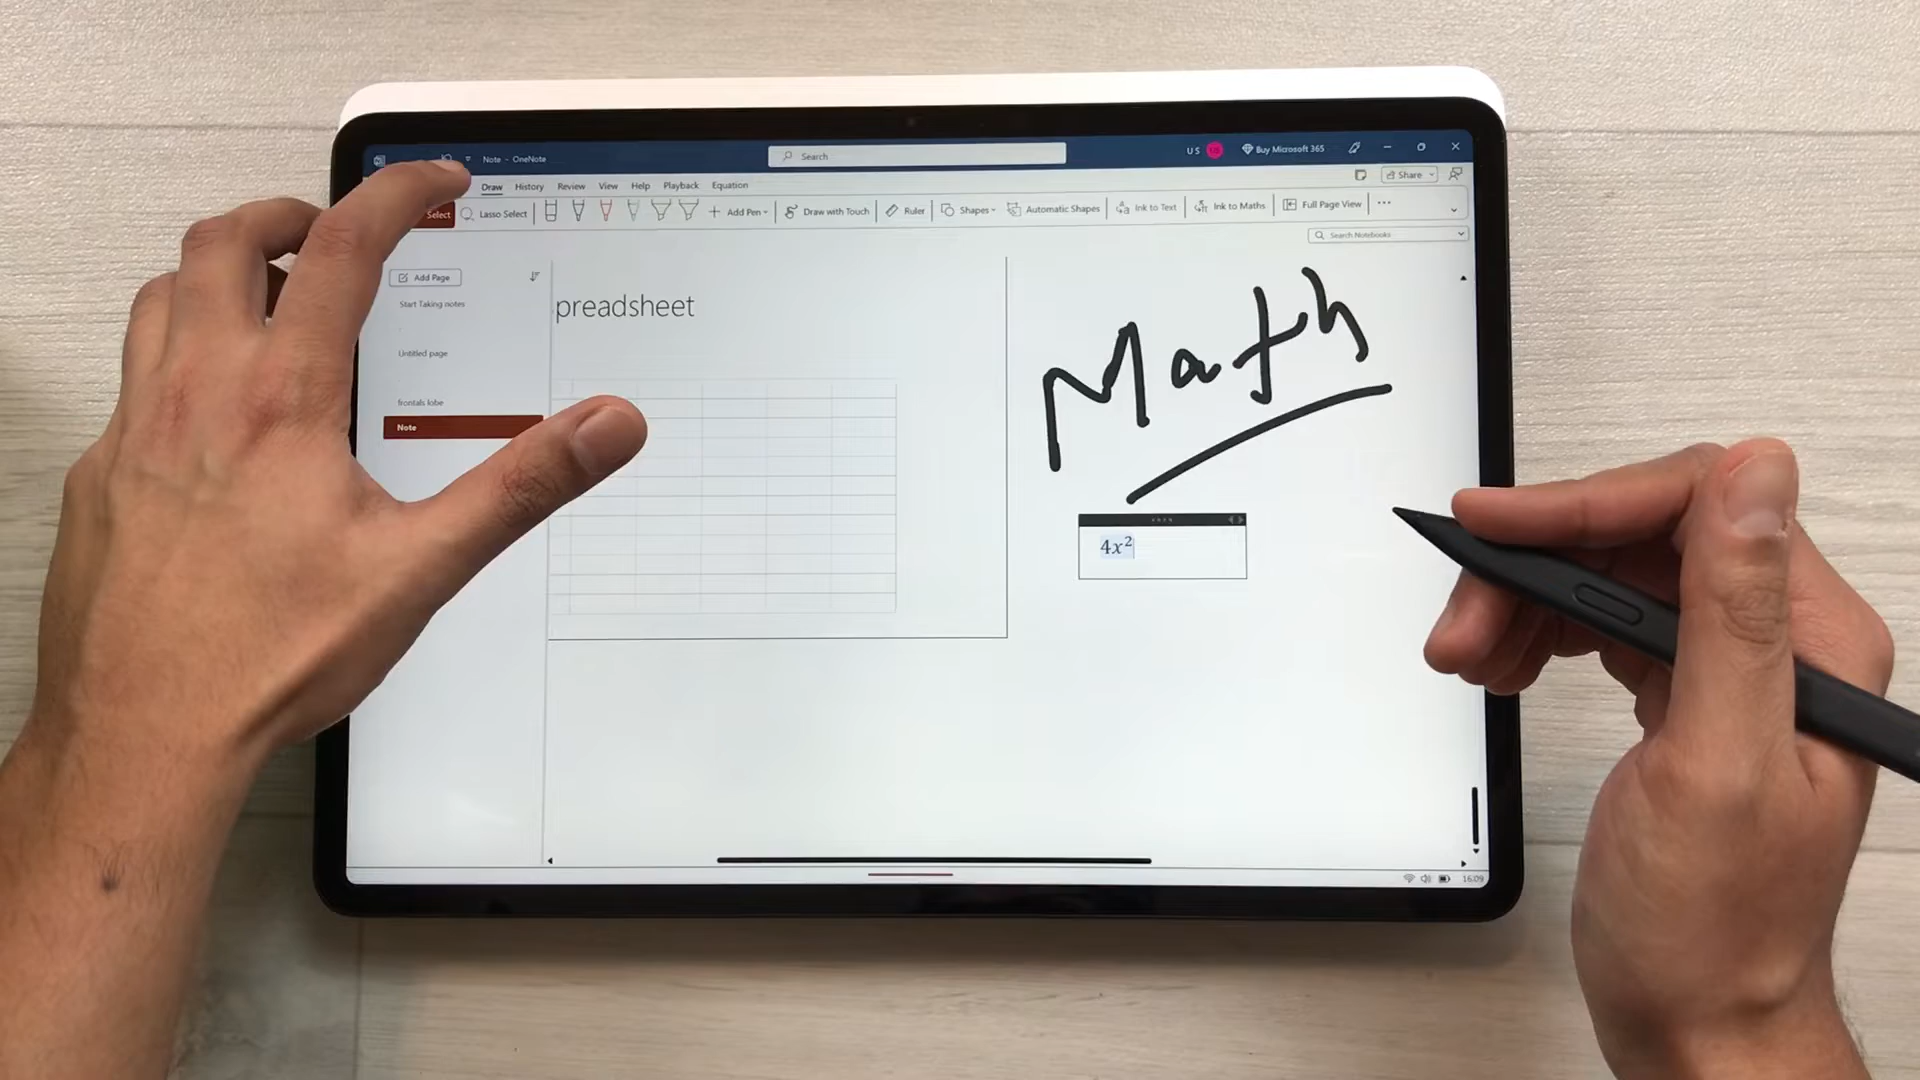 Note - OneNote
Search
US
Buy Microsoft 365
Draw History Review View Help Playback Equation
Share
Select Lasso Select Add Pen Draw with Touch Ruler Shapes Automatic Shapes Ink to Text Ink to Maths Full Page View
Search Notebooks
Add Page
Start Taking notes
Untitled page
frontals lobe
Note
preadsheet
Math
4x²
16:09